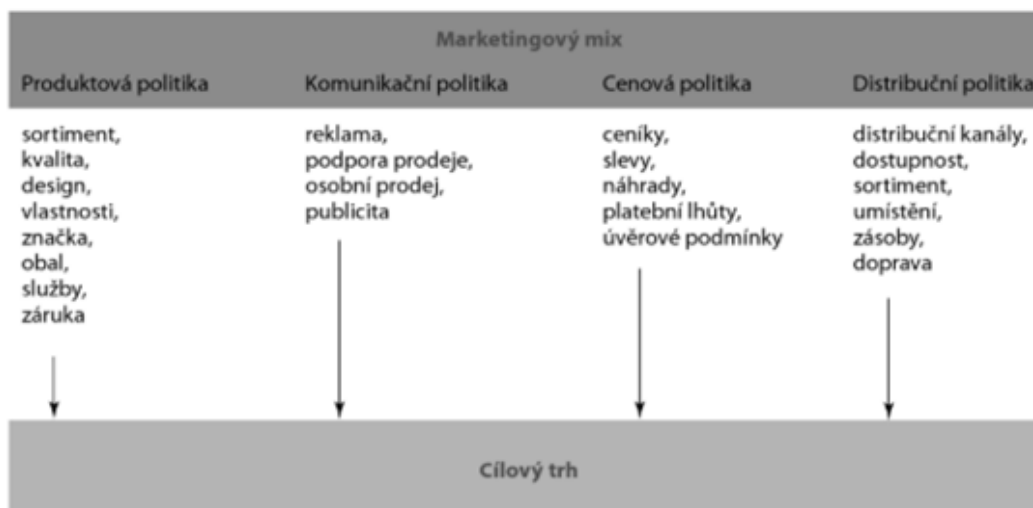 Marketingový mix
Produktová politika
Komunikační politika
Cenová politika
Distribuční politika
sortiment,
kvalita,
design,
vlastnosti,
značka,
obal,
služby,
záruka
reklama,
podpora prodeje,
osobní prodej,
publicita
ceníky,
slevy,
náhrady,
platební lhůty,
úvěrové podmínky
distribuční kanály,
dostupnost,
sortiment,
umístění,
zásoby,
doprava
Cílový trh